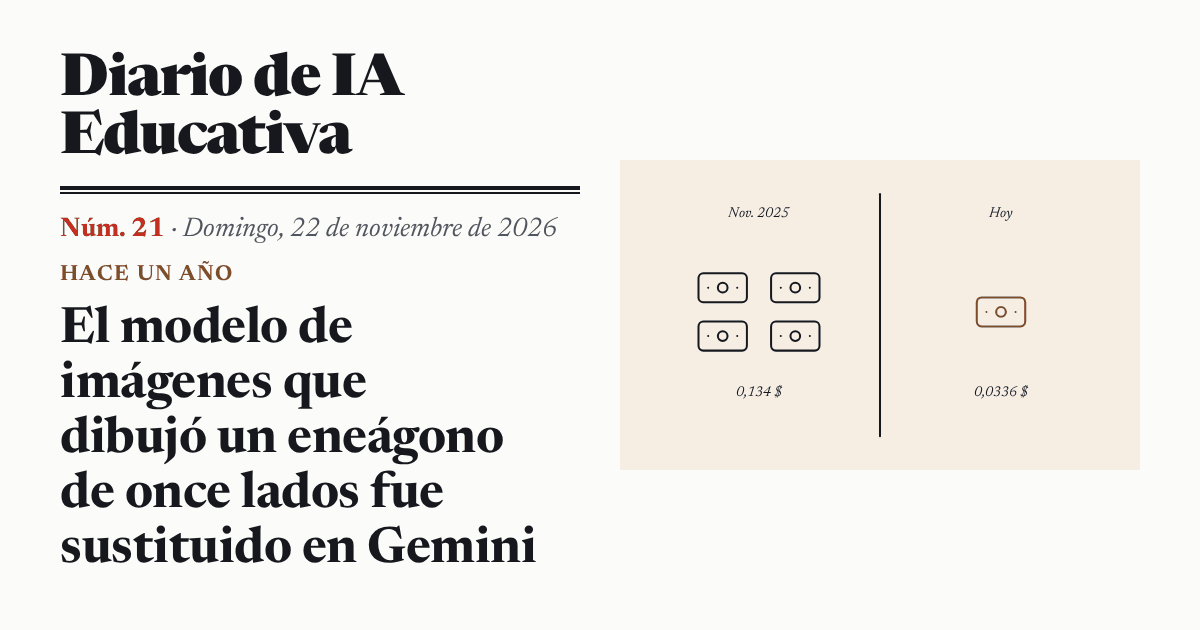 Diario de IA
Educativa
Núm. 21 · Domingo, 22 de noviembre de 2026
HACE UN AÑO
El modelo de
imágenes que
dibujó un eneágono
de once lados fue
sustituido en Gemini
Nov. 2025
Hoy
0,134 $
0,0336 $